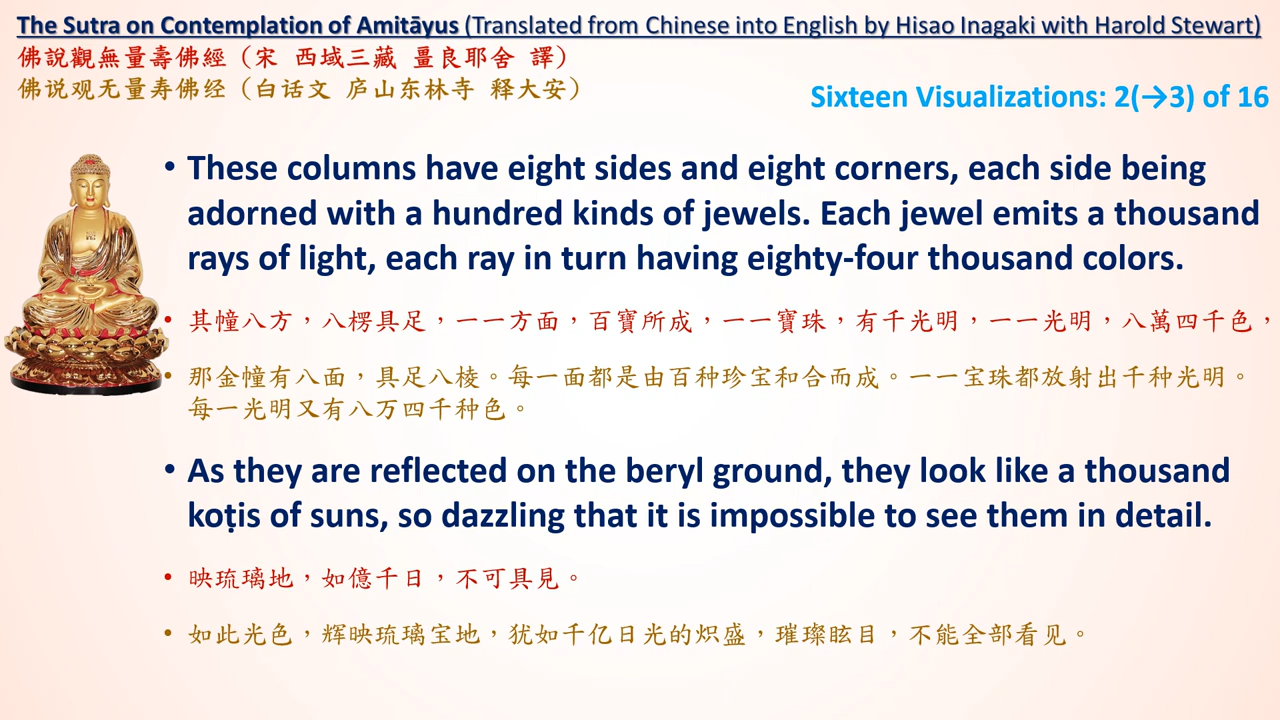 The Sutra on Contemplation of Amitāyus (Translated from Chinese into English by Hisao Inagaki with Harold Stewart)
佛說觀無量壽佛經（宋 西域三藏 畺良耶舍 譯）
佛说观无量寿佛经（白话文 庐山东林寺 释大安）
Sixteen Visualizations: 2(→3) of 16
• These columns have eight sides and eight corners, each side being
adorned with a hundred kinds of jewels. Each jewel emits a thousand
rays of light, each ray in turn having eighty-four thousand colors.
• 其幢八方，八楞具足，一一方面，百寶所成，一一寶珠，有千光明，一一光明，八萬四千色，
• 那金幢有八面，具足八棱。每一面都是由百种珍宝和合而成。一一宝珠都放射出千种光明。
每一光明又有八万四千种色。
• As they are reflected on the beryl ground, they look like a thousand
koṭis of suns, so dazzling that it is impossible to see them in detail.
• 映琉璃地，如億千日，不可具見。
• 如此光色，辉映琉璃宝地，犹如千亿日光的炽盛，璀璨眩目，不能全部看见。